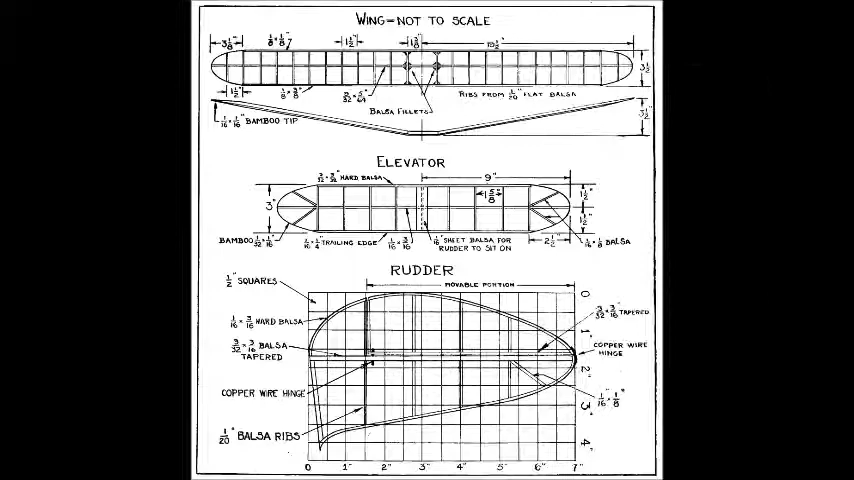 WING=NOT TO SCALE
3 1/8"
1/8 × 1/8"
1 1/2"
1 3/8"
3 1/2"
1 1/2"
1/8 × 3/8"
3/32 × 5/64"
BALSA FILLETS
RIBS FROM 1/20" FLAT BALSA
3 1/2"
1/16 × 1/16" BAMBOO TIP
ELEVATOR
3/32 × 3/32" HARD BALSA
9"
3"
1 5/8"
1 1/2"
1 1/2"
BAMBOO 1/32 × 1/16"
1/16 × 1/4" TRAILING EDGE
1/16 × 3/16
1/16" SHEET BALSA FOR
RUDDER TO SIT ON
2 1/2"
1/16 × 1/8 BALSA
RUDDER
1/2" SQUARES
MOVABLE PORTION
0
1/16 × 3/16 HARD BALSA
3/32 × 3/16" TAPERED
1"
3/32 × 3/16 BALSA
TAPERED
COPPER WIRE
HINGE
2"
COPPER WIRE HINGE
1/16 × 1/8"
3"
1/20" BALSA RIBS
4"
0 1" 2" 3" 4" 5" 6" 7"